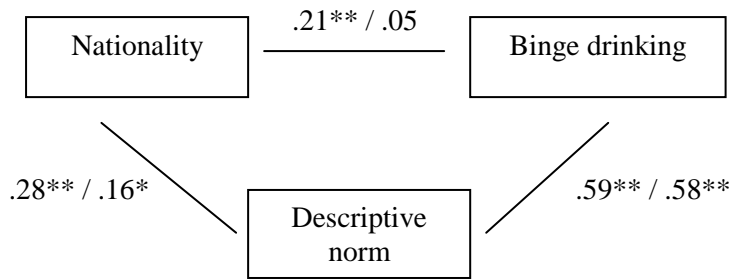 .21** / .05
Nationality
Binge drinking
.28** / .16*
.59** / .58**
Descriptive
norm